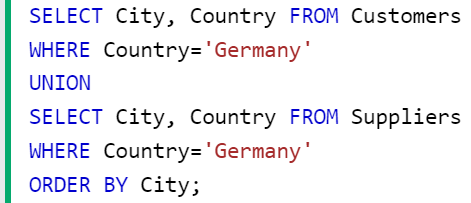 SELECT City, Country FROM Customers
WHERE Country='Germany'
UNION
SELECT City, Country FROM Suppliers
WHERE Country='Germany'
ORDER BY City;